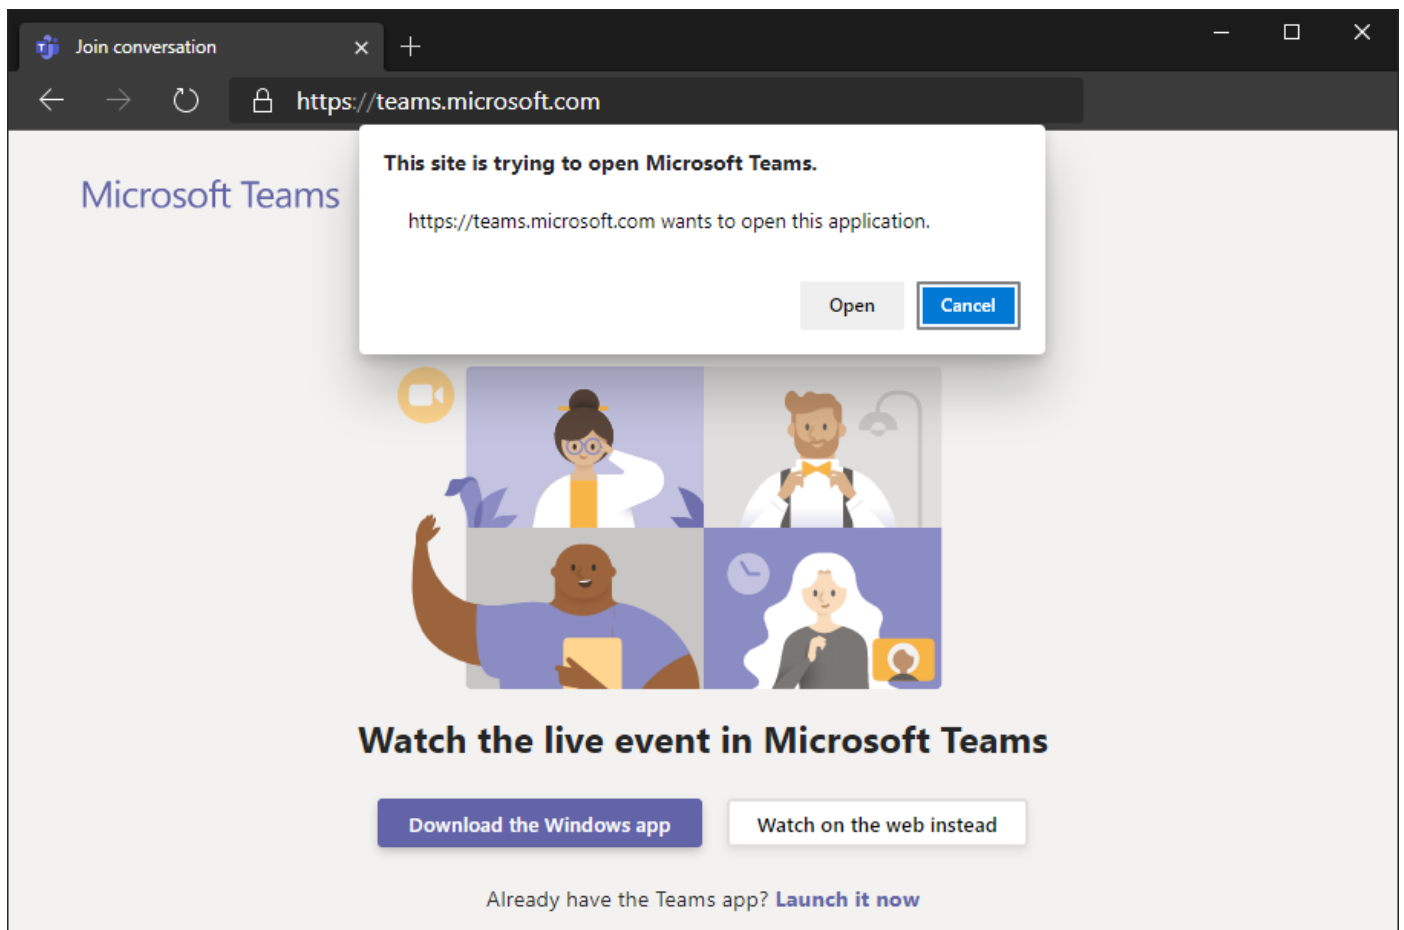 Join conversation
https://teams.microsoft.com
This site is trying to open Microsoft Teams.
Microsoft Teams
https://teams.microsoft.com wants to open this application.
Open Cancel
Watch the live event in Microsoft Teams
Download the Windows app Watch on the web instead
Already have the Teams app? Launch it now